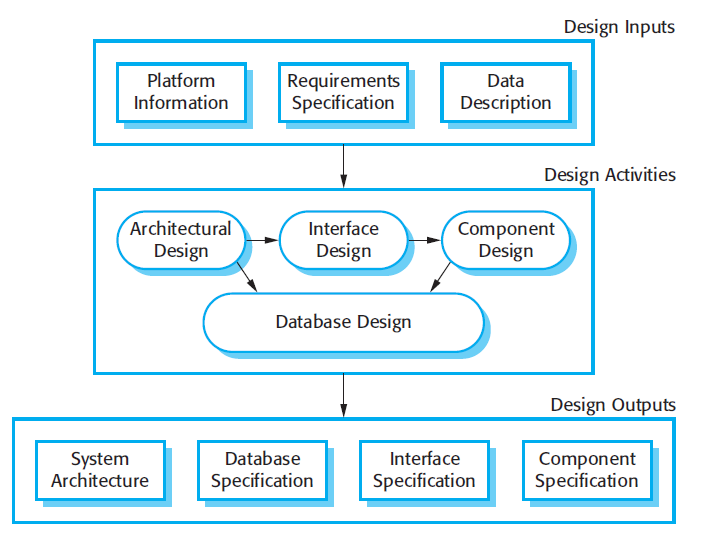 Design Inputs
Platform
Information
Requirements
Specification
Data
Description
Design Activities
Architectural
Design
Interface
Design
Component
Design
Database Design
Design Outputs
System
Architecture
Database
Specification
Interface
Specification
Component
Specification